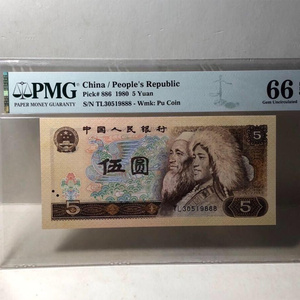 PMG
PAPER MONEY GUARANTY
China / People's Republic
Pick# 886 1980 5 Yuan
S/N TL30519888 - Wmk: Pu Coin
66
Gem Uncirculated
中国人民银行
5
伍圆
5
TL30519888
5